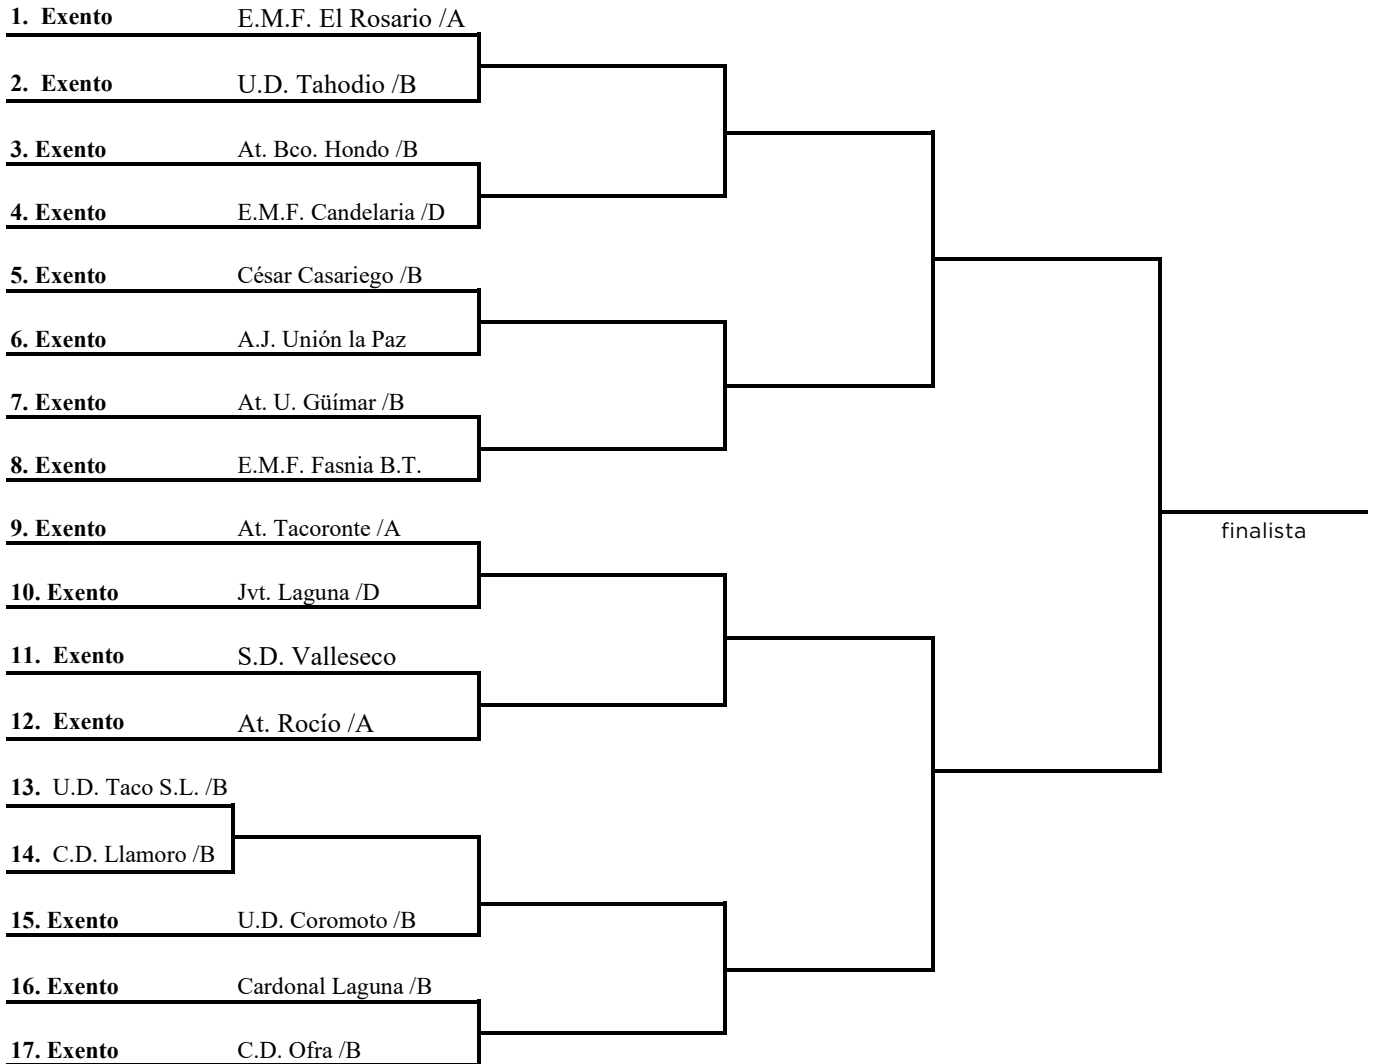 1. Exento E.M.F. El Rosario /A
2. Exento U.D. Tahodio /B
3. Exento At. Bco. Hondo /B
4. Exento E.M.F. Candelaria /D
5. Exento César Casariego /B
6. Exento A.J. Unión la Paz
7. Exento At. U. Güímar /B
8. Exento E.M.F. Fasnia B.T.
9. Exento At. Tacoronte /A
finalista
10. Exento Jvt. Laguna /D
11. Exento S.D. Valleseco
12. Exento At. Rocío /A
13. U.D. Taco S.L. /B
14. C.D. Llamoro /B
15. Exento U.D. Coromoto /B
16. Exento Cardonal Laguna /B
17. Exento C.D. Ofra /B